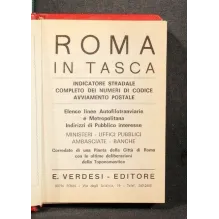 ROMA
IN TASCA
INDICATORE STRADALE
COMPLETO DEI NUMERI DI CODICE
AVVIAMENTO POSTALE
Elenco linee Autofilotramviarie
e Metropolitana
Indirizzi di Pubblico interesse
MINISTERI - UFFICI PUBBLICI
AMBASCIATE - BANCHE
Corredato di una Pianta della Città di Roma
con le ultime deliberazioni
della Toponomastica
E. VERDESI - EDITORE